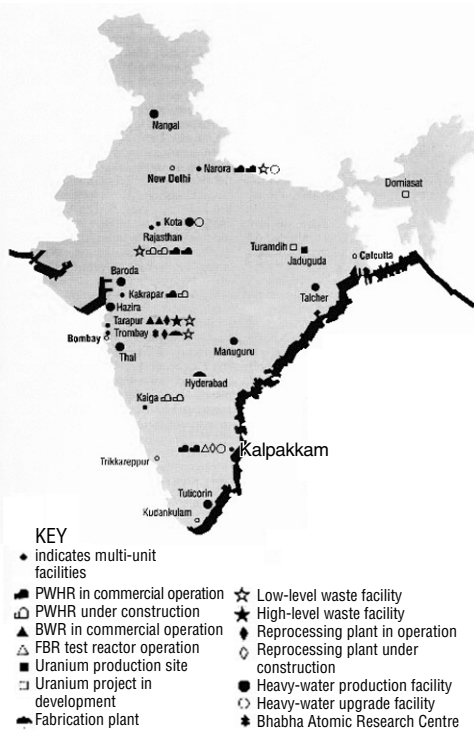 Nangal
New Delhi
Narora
Domiasat
Kota
Rajasthan
Turamdih
Jaduguda
Calcutta
Baroda
Kakrapar
Hazira
Talcher
Tarapur
Trombay
Bombay
Thal
Manuguru
Hyderabad
Kaiga
Kalpakkam
Trikkareppur
Tuticorin
Kudankulam
KEY
indicates multi-unit
facilities
PWHR in commercial operation
PWHR under construction
BWR in commercial operation
FBR test reactor operation
Uranium production site
Uranium project in
development
Fabrication plant
Low-level waste facility
High-level waste facility
Reprocessing plant in operation
Reprocessing plant under
construction
Heavy-water production facility
Heavy-water upgrade facility
Bhabha Atomic Research Centre